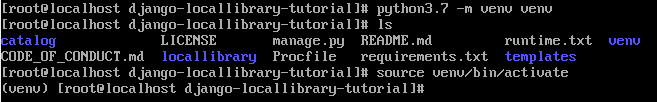 [root@localhost django-locallibrary-tutorial]# python3.7 -m venv venv
[root@localhost django-locallibrary-tutorial]# ls
catalog LICENSE manage.py README.md runtime.txt venv
CODE_OF_CONDUCT.md locallibrary Procfile requirements.txt templates
[root@localhost django-locallibrary-tutorial]# source venv/bin/activate
(venv) [root@localhost django-locallibrary-tutorial]#